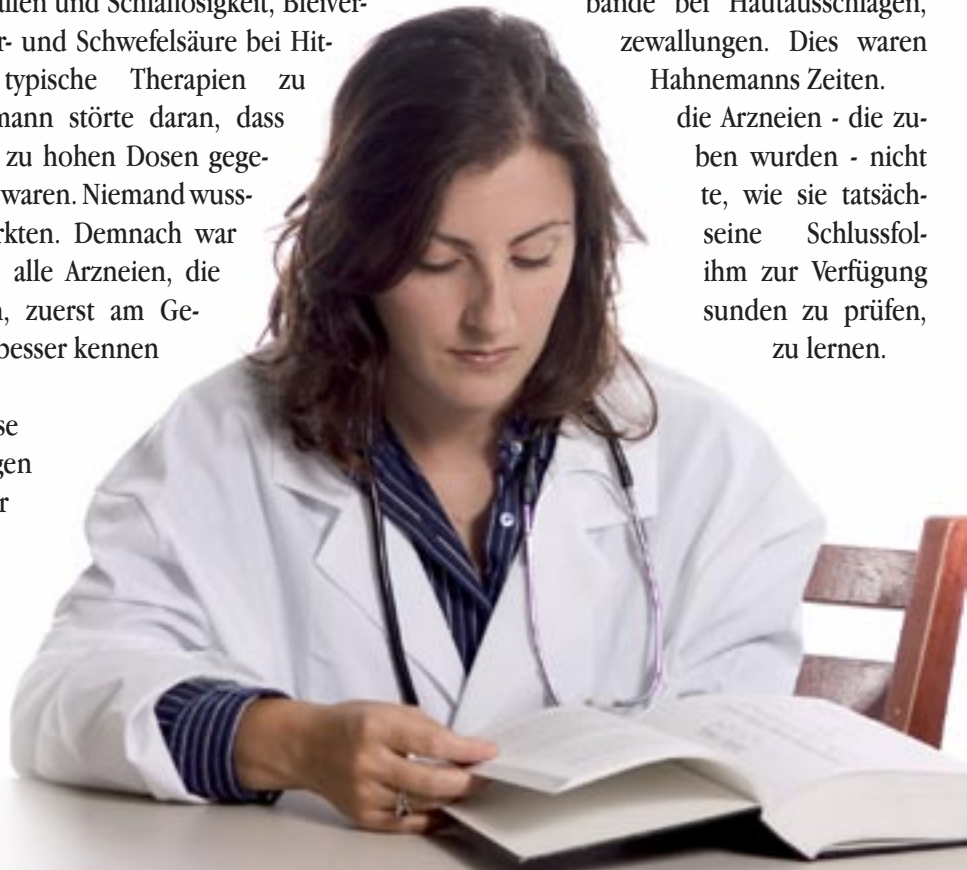 ällen und Schlaflosigkeit, Bleiver- bände bei Hautausschlägen,
r- und Schwefelsäure bei Hit- zewallungen. Dies waren
typische Therapien zu Hahnemanns Zeiten.
mann störte daran, dass die Arzneien - die zu-
zu hohen Dosen gege- ben wurden - nicht
waren. Niemand wuss- te, wie sie tatsäch-
rkten. Demnach war seine Schlussfol-
alle Arzneien, die ihm zur Verfügung
n, zuerst am Ge- sunden zu prüfen,
besser kennen zu lernen.
se
gen
r